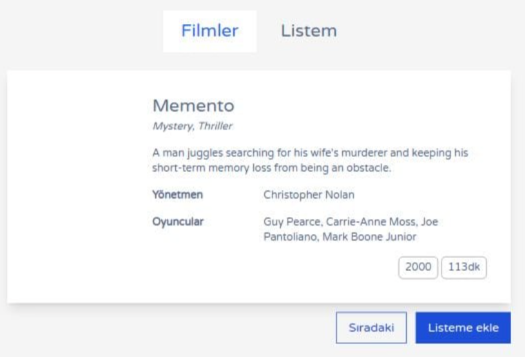 Filmler Listem
Memento
Mystery, Thriller
A man juggles searching for his wife's murderer and keeping his
short-term memory loss from being an obstacle.
Yönetmen Christopher Nolan
Oyuncular Guy Pearce, Carrie-Anne Moss, Joe
Pantoliano, Mark Boone Junior
2000 113dk
Sıradaki Listeme ekle